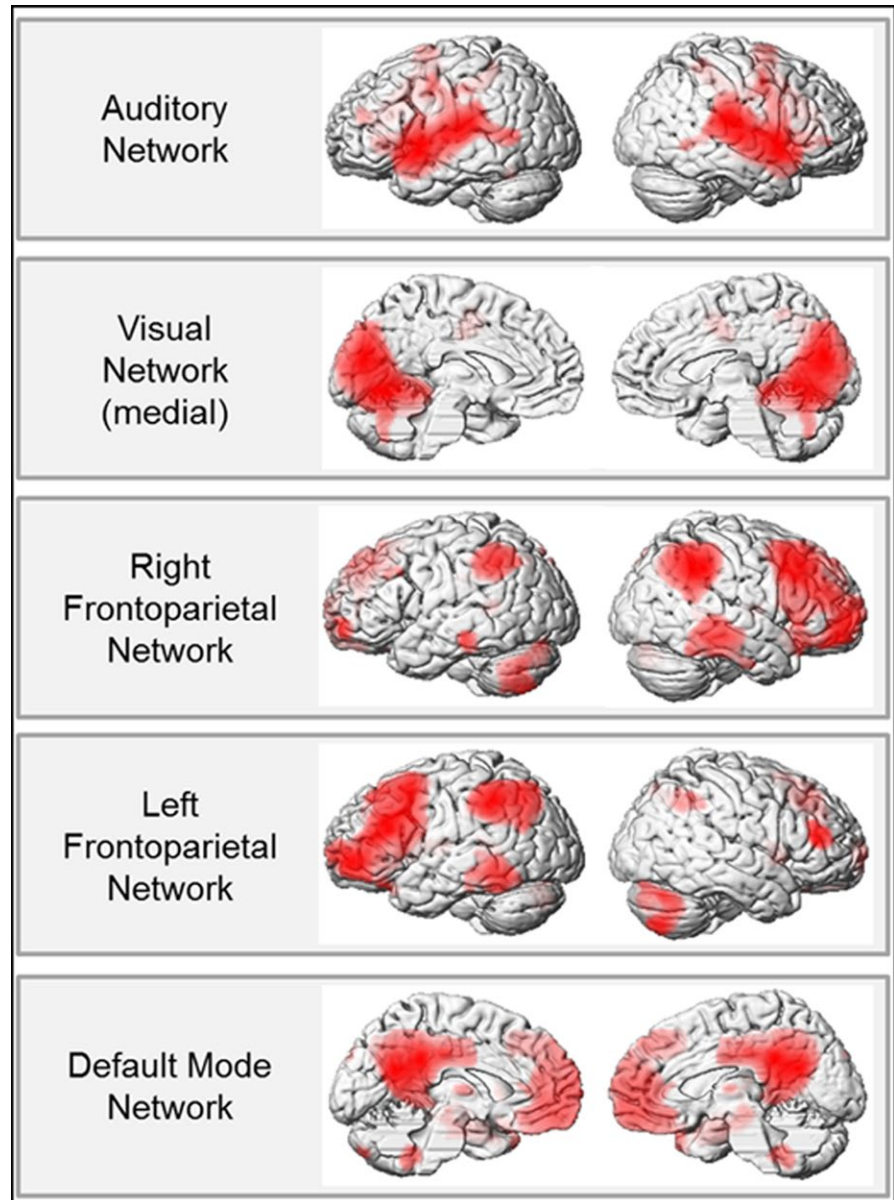 Auditory
Network
Visual
Network
(medial)
Right
Frontoparietal
Network
Left
Frontoparietal
Network
Default Mode
Network